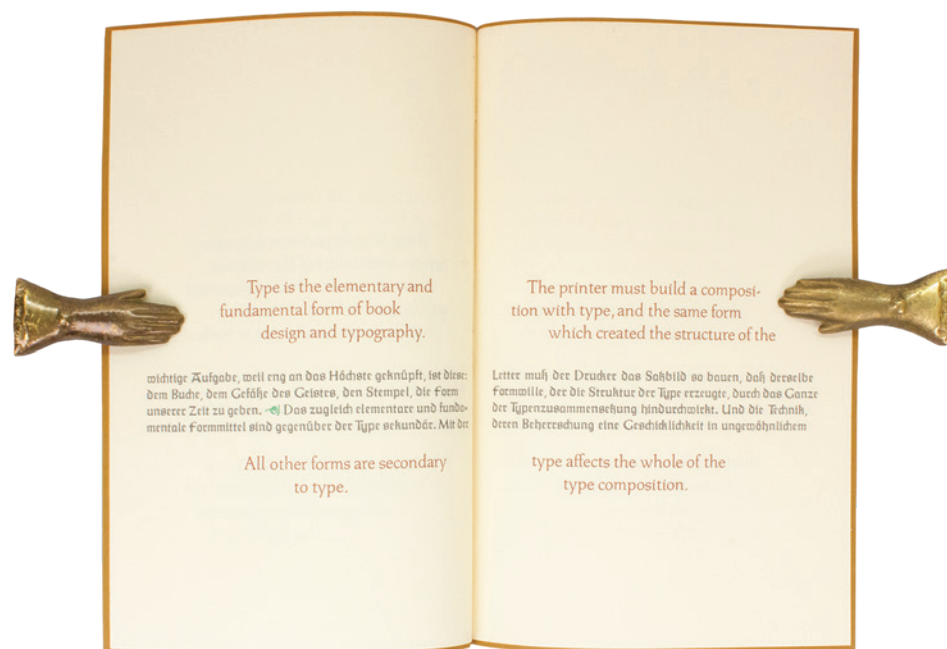 Type is the elementary and
fundamental form of book
design and typography.
wichtige Aufgabe, weil eng an das Höchste geknüpft, ist diese:
dem Buche, dem Gefäße des Geistes, den Stempel, die Form
unserer Zeit zu geben. Das zugleich elementare und funda-
mentale Formmittel sind gegenüber der Type sekundär. Mit der
All other forms are secondary
to type.
The printer must build a composi-
tion with type, and the same form
which created the structure of the
Letter muß der Drucker das Satzbild so bauen, daß derselbe
Formwille, der die Struktur der Type erzeugte, durch das Ganze
der Typenzusammensetzung hindurchwirkt. Und die Technik,
deren Beherrschung eine Geschicklichkeit in ungewöhnlichem
type affects the whole of the
type composition.